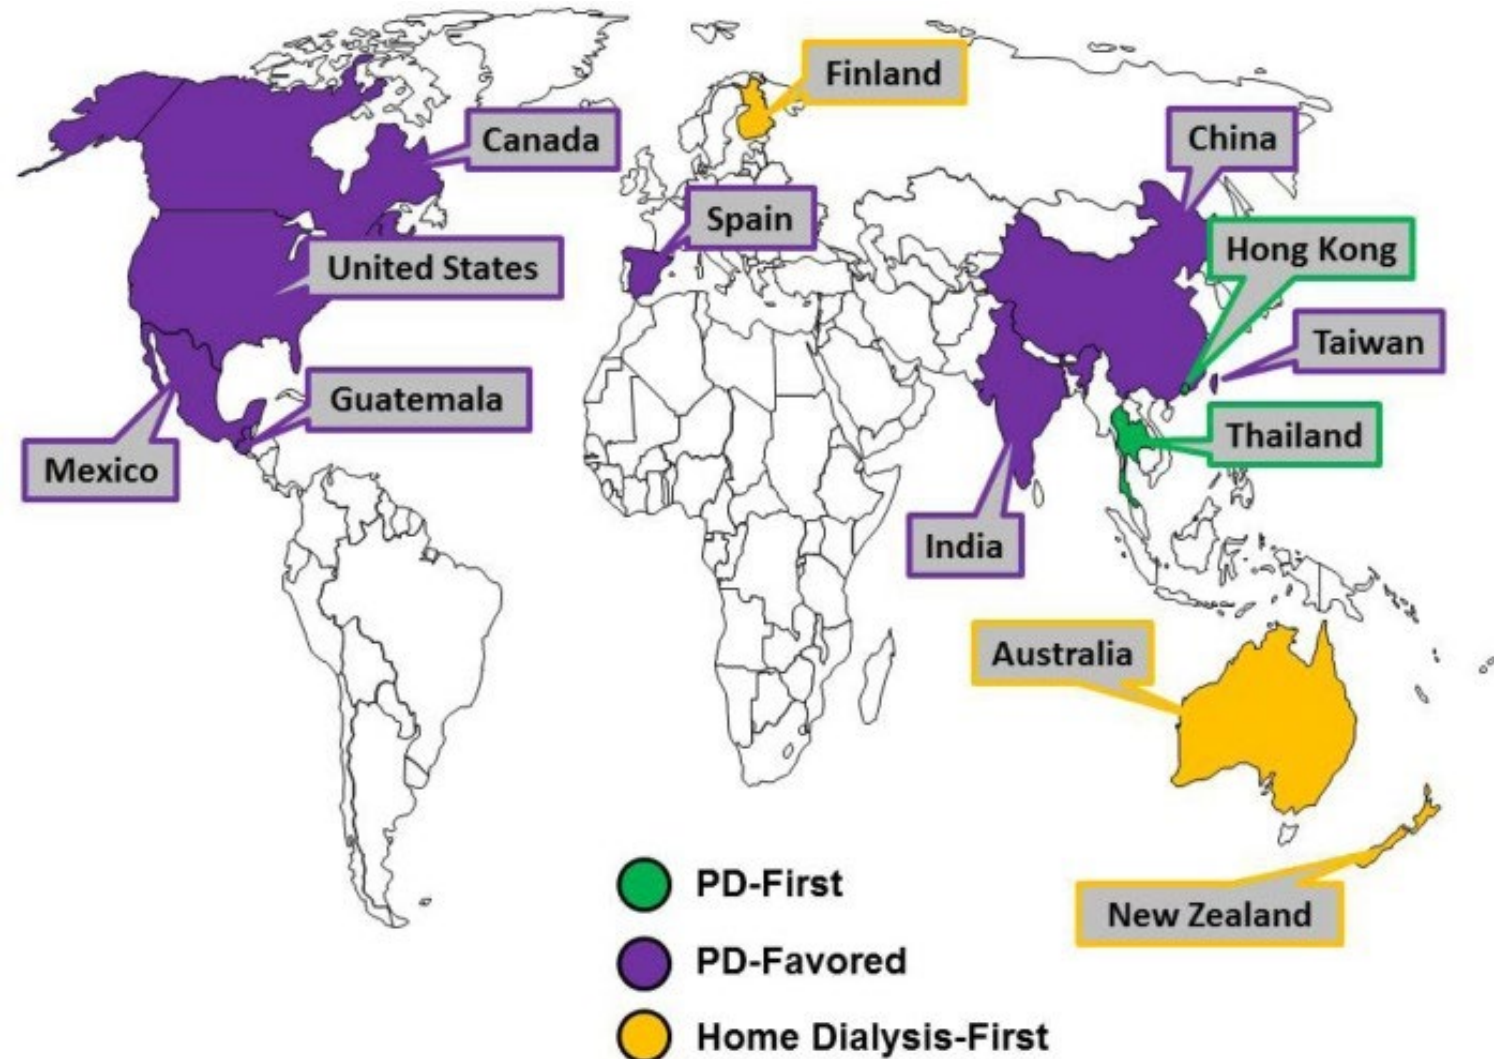 Finland
Canada
China
Spain
Hong Kong
United States
Taiwan
Guatemala
Thailand
Mexico
India
Australia
PD-First
New Zealand
PD-Favored
Home Dialysis-First